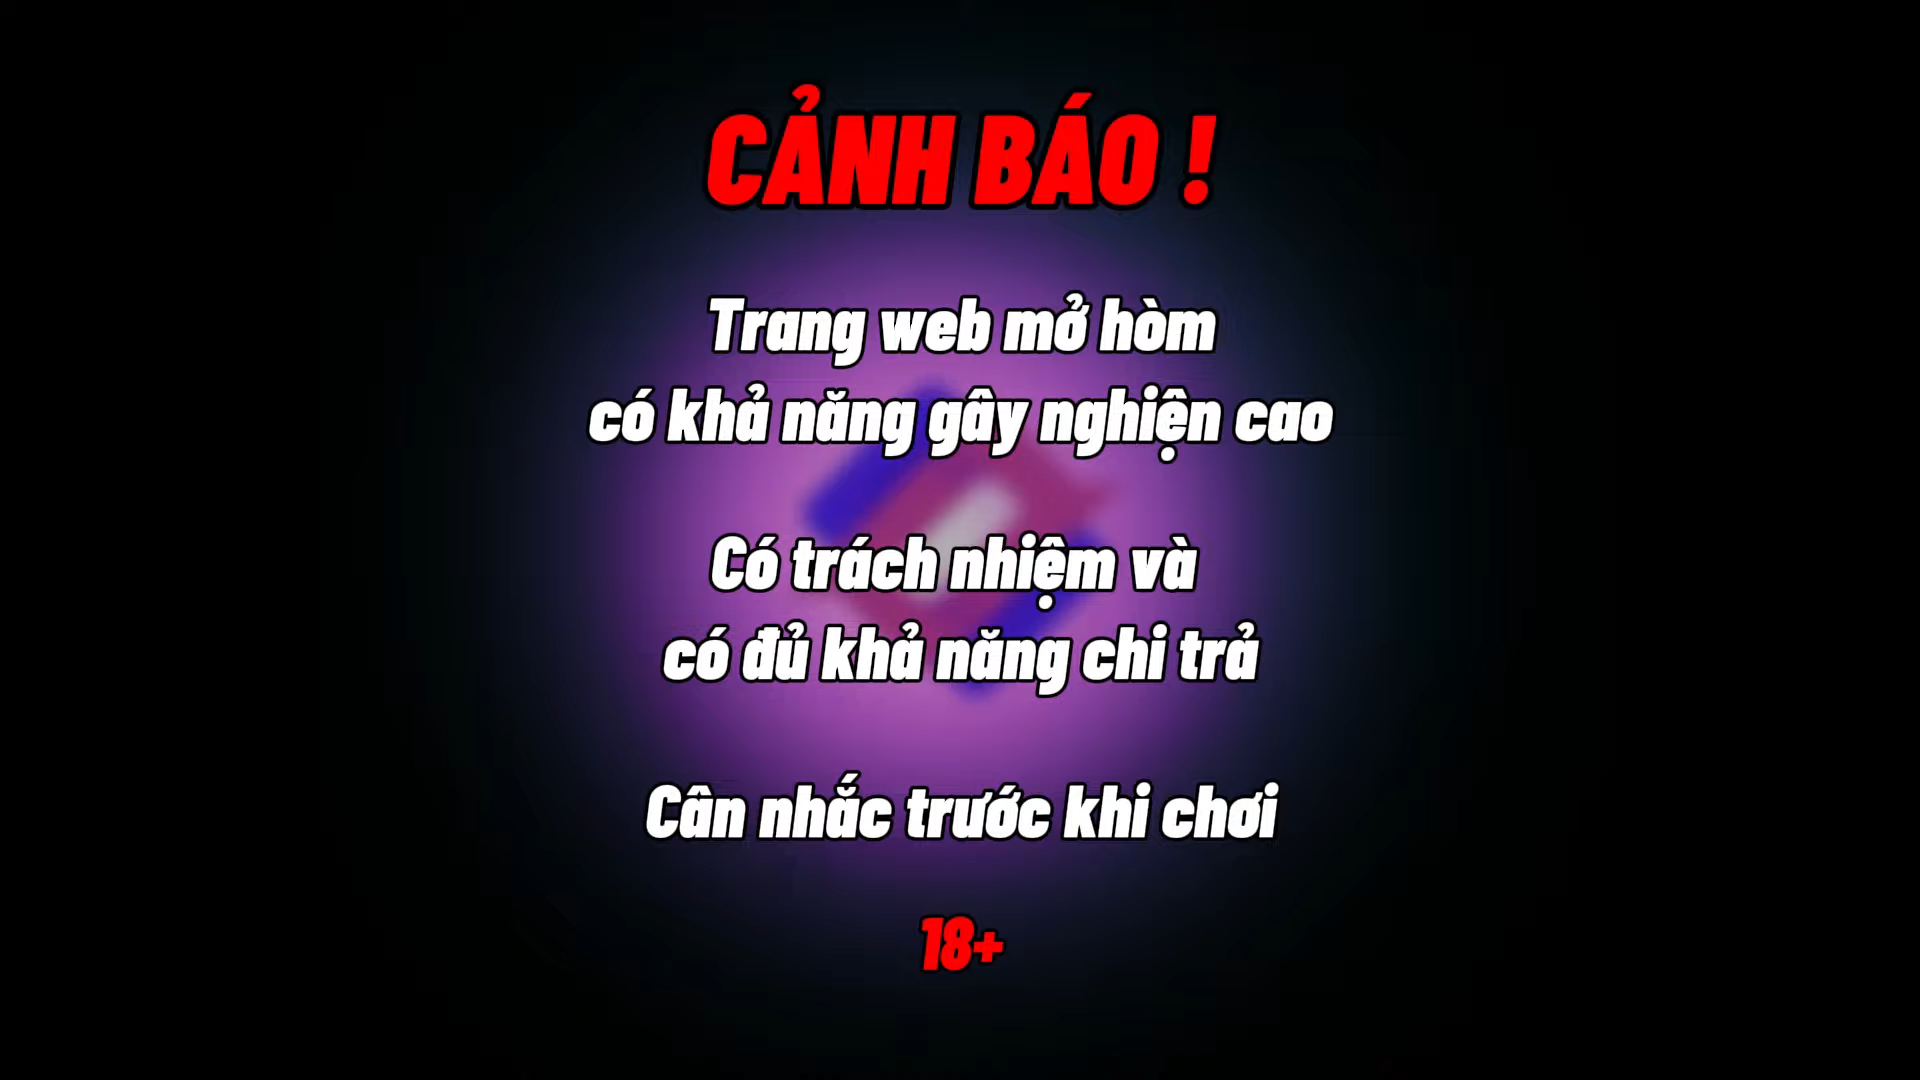 CẢNH BÁO !
Trang web mở hòm
có khả năng gây nghiện cao
Có trách nhiệm và
có đủ khả năng chi trả
Cân nhắc trước khi chơi
18+